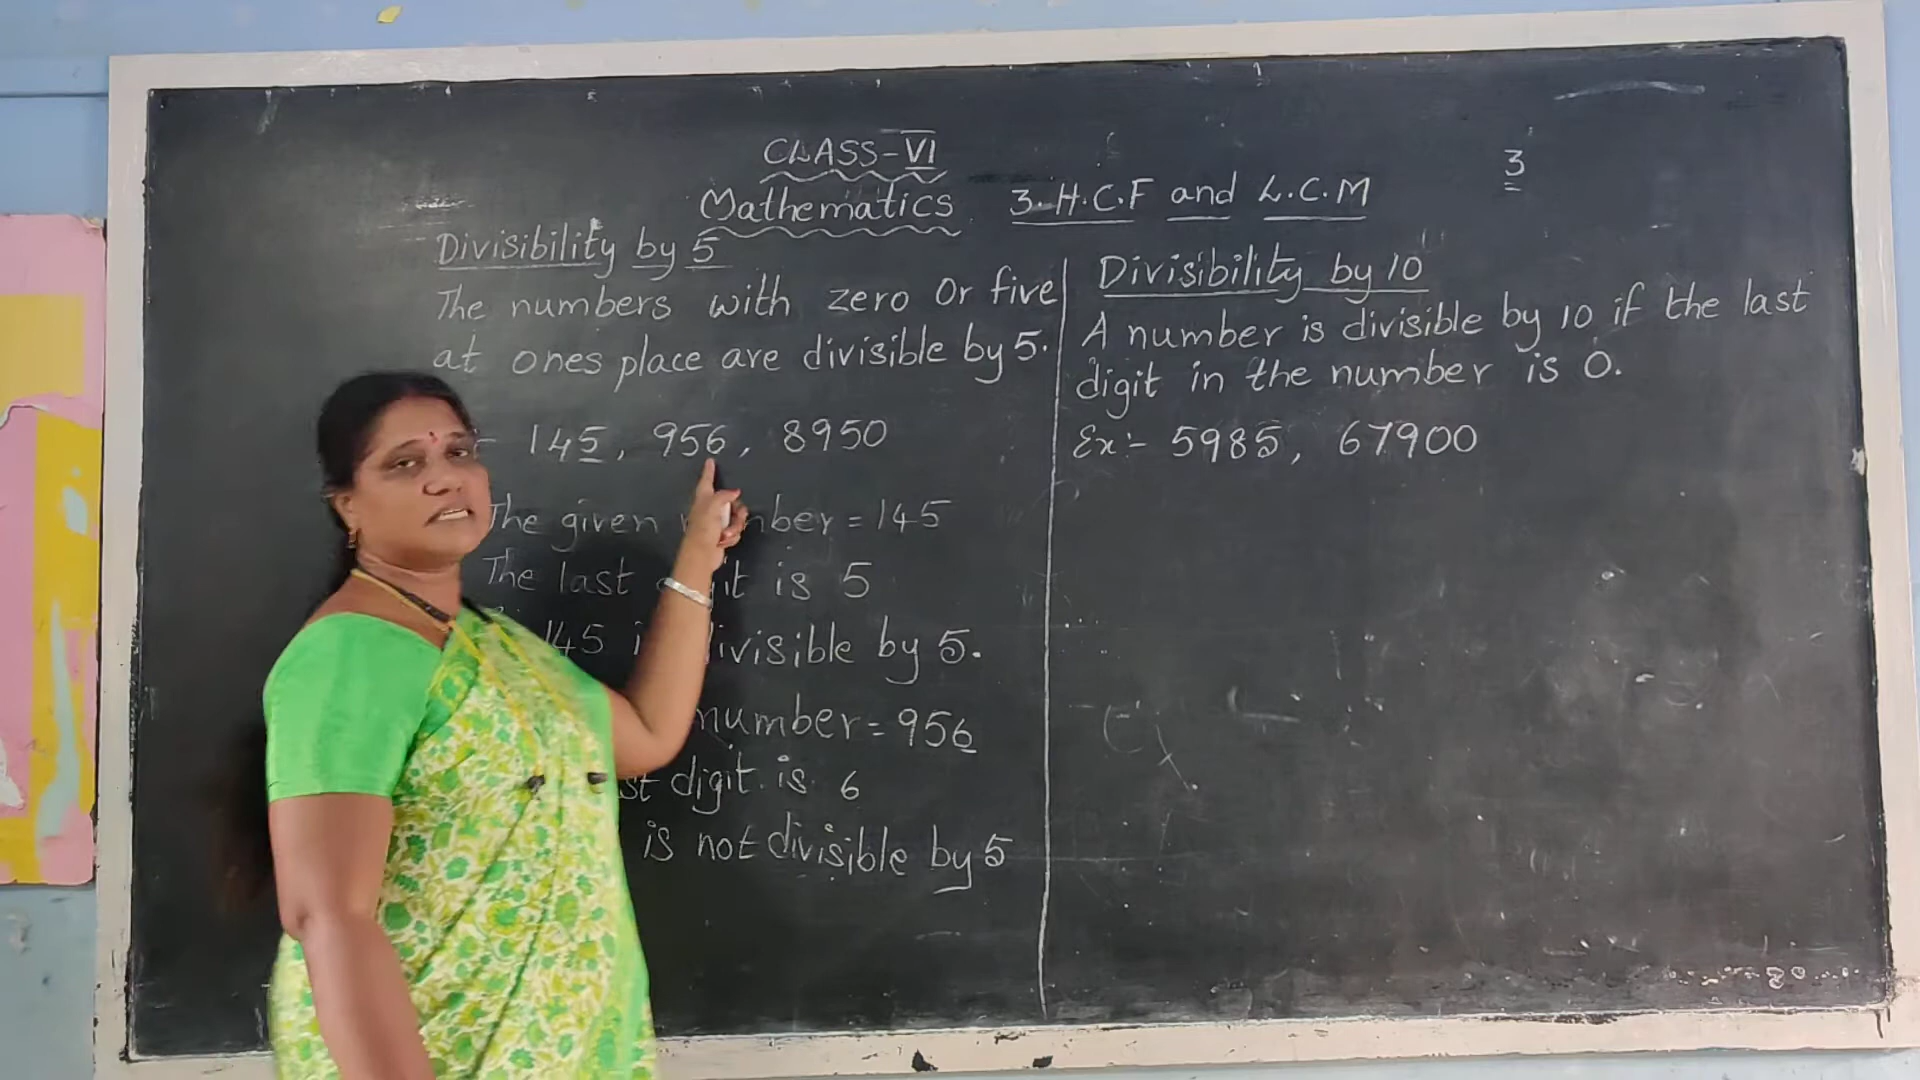 CLASS-VI
3
Mathematics 3. H.C.F and L.C.M
Divisibility by 5
The numbers with zero Or five
at ones place are divisible by 5.
145, 956, 8950
The given number = 145
The last digit is 5
145 is divisible by 5.
number = 956
digit is 6
is not divisible by 5
Divisibility by 10
A number is divisible by 10 if the last
digit in the number is 0.
Ex:- 5985, 67900